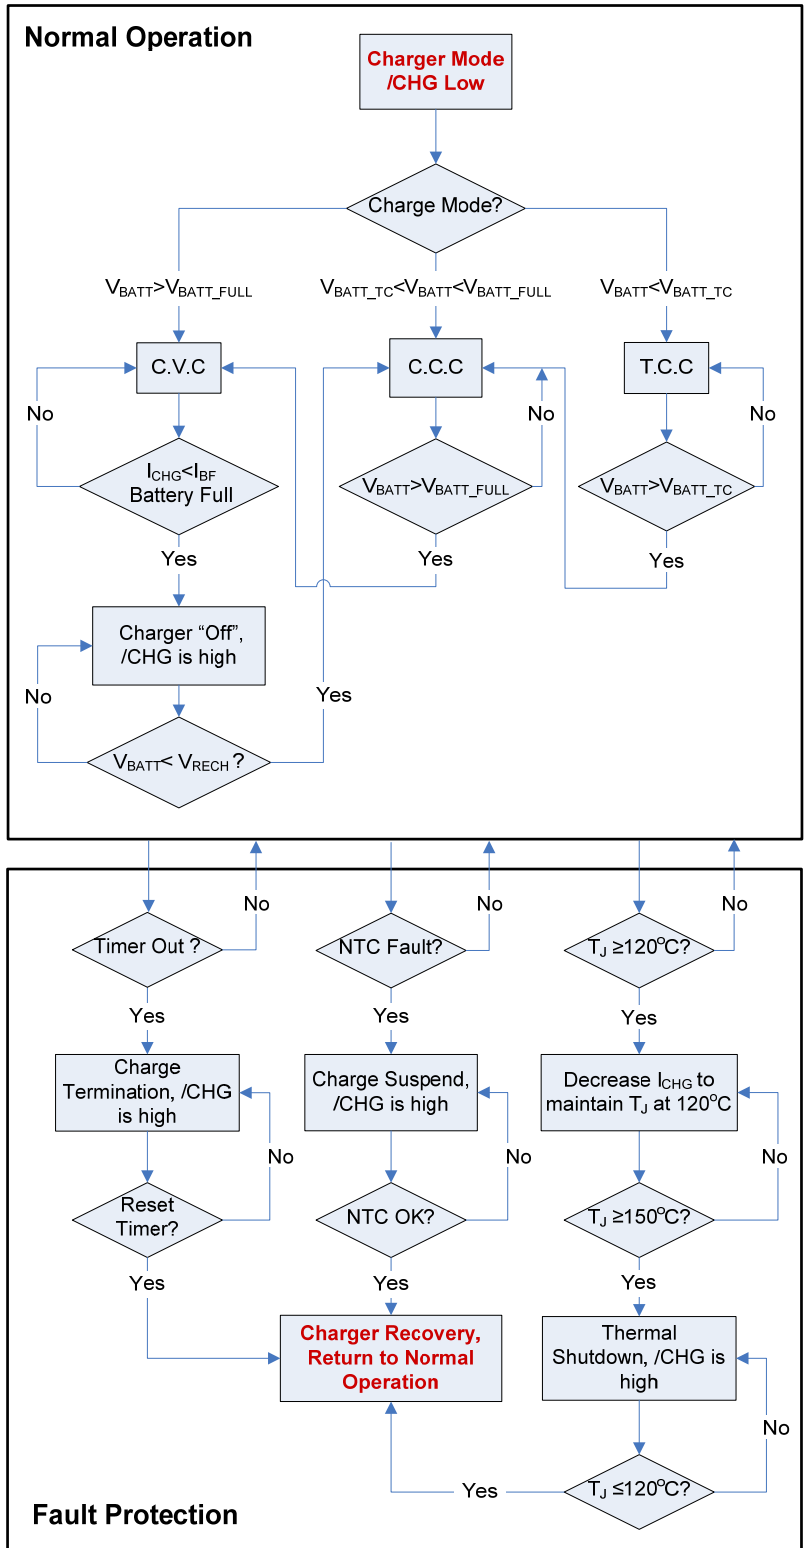 Normal Operation
Charger Mode
/CHG Low
Charge Mode?
VBATT>VBATT_FULL
VBATT_TC<VBATT<VBATT_FULL
VBATT<VBATT_TC
C.V.C
C.C.C
T.C.C
No
No
No
ICHG<IBF
Battery Full
VBATT>VBATT_FULL
VBATT>VBATT_TC
Yes
Yes
Yes
Charger “Off”,
/CHG is high
No
Yes
VBATT< VRECH ?
No
No
No
Timer Out ?
NTC Fault?
TJ ≥120°C?
Yes
Yes
Yes
Charge
Termination, /CHG
is high
Charge Suspend,
/CHG is high
Decrease ICHG to
maintain TJ at 120°C
No
No
No
Reset
Timer?
NTC OK?
TJ ≥150°C?
Yes
Yes
Yes
Charger Recovery,
Return to Normal
Operation
Thermal
Shutdown, /CHG is
high
No
Yes
TJ ≤120°C?
Fault Protection